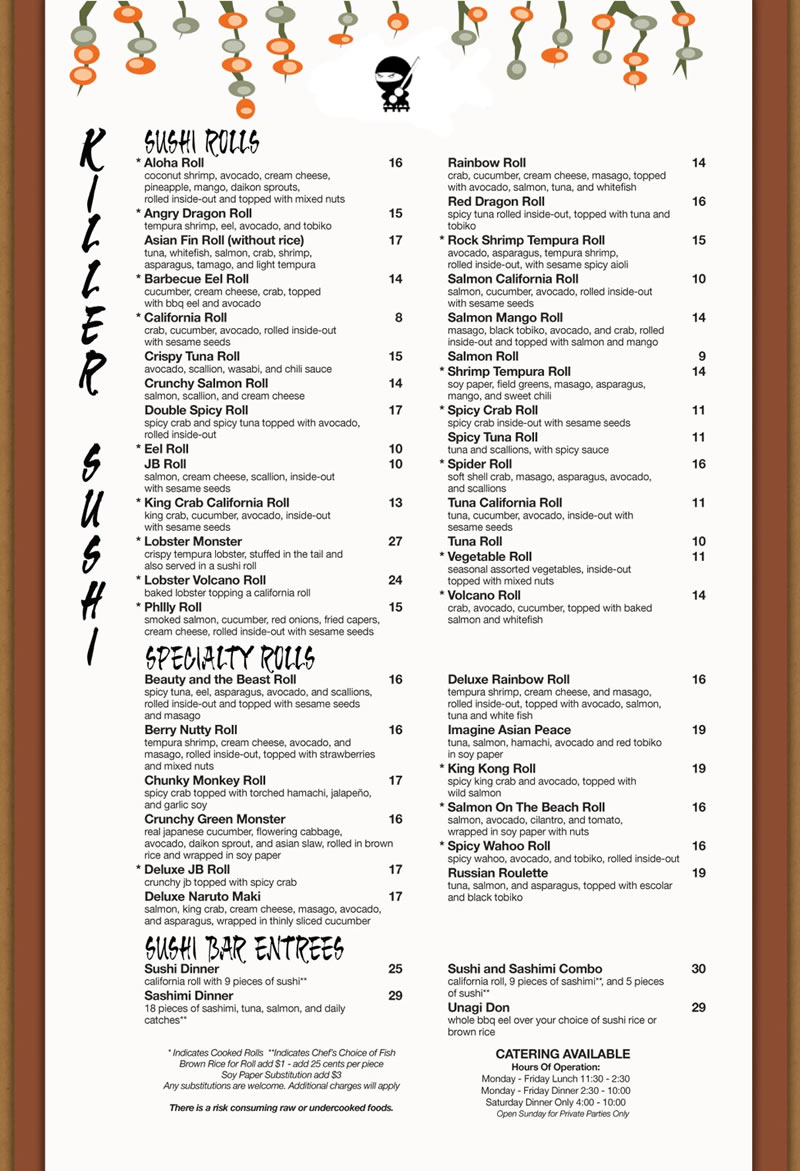 KILLER SUSHI
SUSHI ROLLS
* Aloha Roll 16
coconut shrimp, avocado, cream cheese,
pineapple, mango, daikon sprouts,
rolled inside-out and topped with mixed nuts
* Angry Dragon Roll 15
tempura shrimp, eel, avocado, and tobiko
Asian Fin Roll (without rice) 17
tuna, whitefish, salmon, crab, shrimp,
asparagus, tamago, and light tempura
* Barbecue Eel Roll 14
cucumber, cream cheese, crab, topped
with bbq eel and avocado
* California Roll 8
crab, cucumber, avocado, rolled inside-out
with sesame seeds
Crispy Tuna Roll 15
avocado, scallion, wasabi, and chili sauce
Crunchy Salmon Roll 14
salmon, scallion, and cream cheese
Double Spicy Roll 17
spicy crab and spicy tuna topped with avocado,
rolled inside-out
* Eel Roll 10
JB Roll 10
salmon, cream cheese, scallion, inside-out
with sesame seeds
* King Crab California Roll 13
king crab, cucumber, avocado, inside-out
with sesame seeds
* Lobster Monster 27
crispy tempura lobster, stuffed in the tail and
also served in a sushi roll
* Lobster Volcano Roll 24
baked lobster topping a california roll
* Phllly Roll 15
smoked salmon, cucumber, red onions, fried capers,
cream cheese, rolled inside-out with sesame seeds
Rainbow Roll 14
crab, cucumber, cream cheese, masago, topped
with avocado, salmon, tuna, and whitefish
Red Dragon Roll 16
spicy tuna rolled inside-out, topped with tuna and
tobiko
* Rock Shrimp Tempura Roll 15
avocado, asparagus, tempura shrimp,
rolled inside-out, with sesame spicy aioli
Salmon California Roll 10
salmon, cucumber, avocado, rolled inside-out
with sesame seeds
Salmon Mango Roll 14
masago, black tobiko, avocado, and crab, rolled
inside-out and topped with salmon and mango
Salmon Roll 9
* Shrimp Tempura Roll 14
soy paper, field greens, masago, asparagus,
mango, and sweet chili
* Spicy Crab Roll 11
spicy crab inside-out with sesame seeds
Spicy Tuna Roll 11
tuna and scallions, with spicy sauce
* Spider Roll 16
soft shell crab, masago, asparagus, avocado,
and scallions
Tuna California Roll 11
tuna, cucumber, avocado, inside-out with
sesame seeds
Tuna Roll 10
* Vegetable Roll 11
seasonal assorted vegetables, inside-out
topped with mixed nuts
* Volcano Roll 14
crab, avocado, cucumber, topped with baked
salmon and whitefish
SPECIALTY ROLLS
Beauty and the Beast Roll 16
spicy tuna, eel, asparagus, avocado, and scallions,
rolled inside-out and topped with sesame seeds
and masago
Berry Nutty Roll 16
tempura shrimp, cream cheese, avocado, and
masago, rolled inside-out, topped with strawberries
and mixed nuts
Chunky Monkey Roll 17
spicy crab topped with torched hamachi, jalapeño,
and garlic soy
Crunchy Green Monster 16
real japanese cucumber, flowering cabbage,
avocado, daikon sprout, and asian slaw, rolled in brown
rice and wrapped in soy paper
* Deluxe JB Roll 17
crunchy jb topped with spicy crab
Deluxe Naruto Maki 17
salmon, king crab, cream cheese, masago, avocado,
and asparagus, wrapped in thinly sliced cucumber
Deluxe Rainbow Roll 16
tempura shrimp, cream cheese, and masago,
rolled inside-out, topped with avocado, salmon,
tuna and white fish
Imagine Asian Peace 19
tuna, salmon, hamachi, avocado and red tobiko
in soy paper
* King Kong Roll 19
spicy king crab and avocado, topped with
wild salmon
* Salmon On The Beach Roll 16
salmon, avocado, cilantro, and tomato,
wrapped in soy paper with nuts
* Spicy Wahoo Roll 16
spicy wahoo, avocado, and tobiko, rolled inside-out
Russian Roulette 19
tuna, salmon, and asparagus, topped with escolar
and black tobiko
SUSHI BAR ENTREES
Sushi Dinner 25
california roll with 9 pieces of sushi**
Sashimi Dinner 29
18 pieces of sashimi, tuna, salmon, and daily
catches**
Sushi and Sashimi Combo 30
california roll, 9 pieces of sashimi**, and 5 pieces
of sushi**
Unagi Don 29
whole bbq eel over your choice of sushi rice or
brown rice
* Indicates Cooked Rolls **Indicates Chef's Choice of Fish
Brown Rice for Roll add $1 - add 25 cents per piece
Soy Paper Substitution add $3
Any substitutions are welcome. Additional charges will apply
There is a risk consuming raw or undercooked foods.
CATERING AVAILABLE
Hours Of Operation:
Monday - Friday Lunch 11:30 - 2:30
Monday - Friday Dinner 2:30 - 10:00
Saturday Dinner Only 4:00 - 10:00
Open Sunday for Private Parties Only